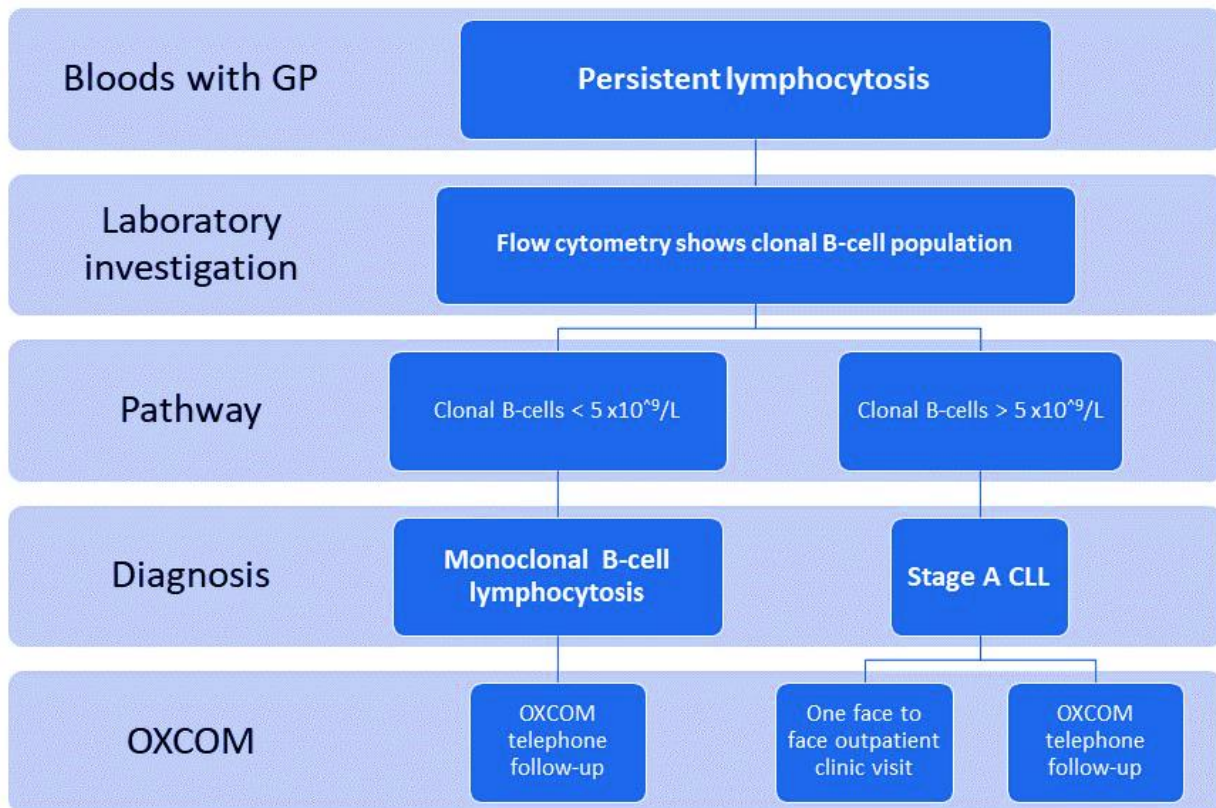 Bloods with GP
Persistent lymphocytosis
Laboratory
investigation
Flow cytometry shows clonal B-cell population
Pathway
Clonal B-cells < 5 x10^9/L
Clonal B-cells > 5 x10^9/L
Diagnosis
Monoclonal B-cell
lymphocytosis
Stage A CLL
OXCOM
OXCOM
telephone
follow-up
One face to
face outpatient
clinic visit
OXCOM
telephone
follow-up